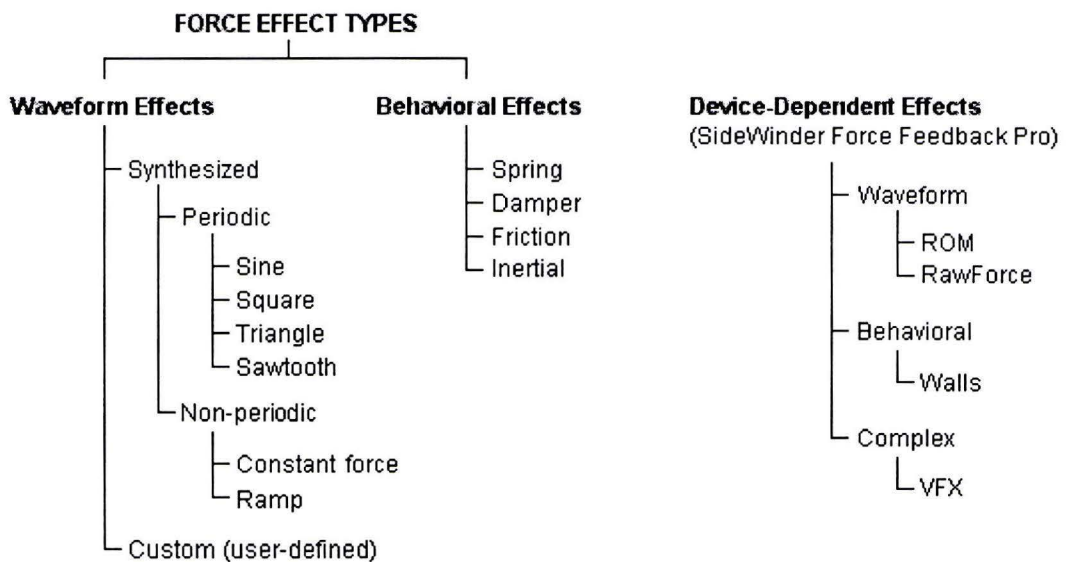 FORCE EFFECT TYPES
Waveform Effects
Synthesized
Periodic
Sine
Square
Triangle
Sawtooth
Non-periodic
Constant force
Ramp
Custom (user-defined)
Behavioral Effects
Spring
Damper
Friction
Inertial
Device-Dependent Effects
(SideWinder Force Feedback Pro)
Waveform
ROM
RawForce
Behavioral
Walls
Complex
VFX